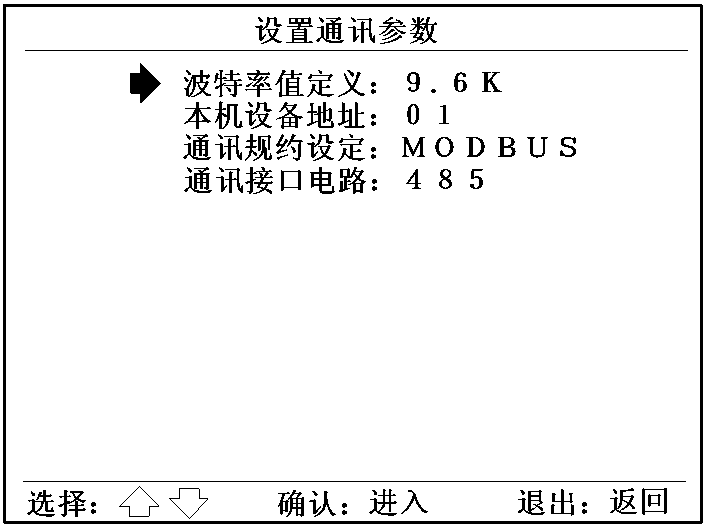 设置通讯参数
波特率值定义：9.6K
本机设备地址：01
通讯规约设定：MODBUS
通讯接口电路：485
选择： 确认：进入 退出：返回